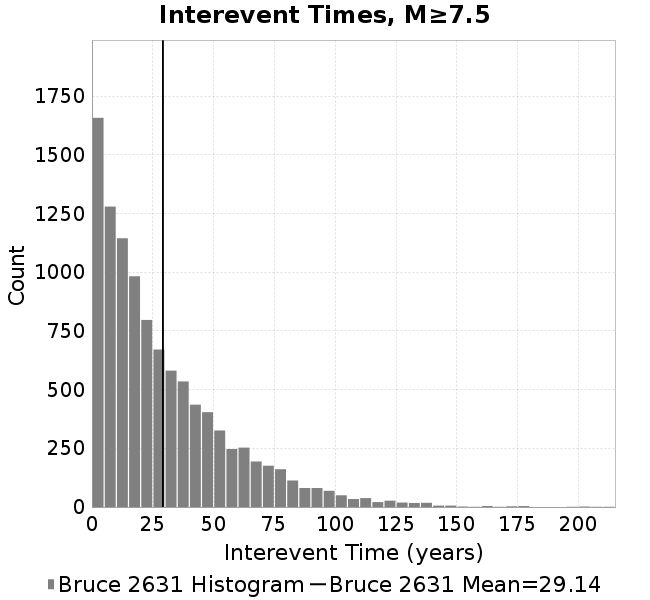 Interevent Times, M≥7.5
Count
1750
1500
1250
1000
750
500
250
0
0 25 50 75 100 125 150 175 200
Interevent Time (years)
Bruce 2631 Histogram Bruce 2631 Mean=29.14